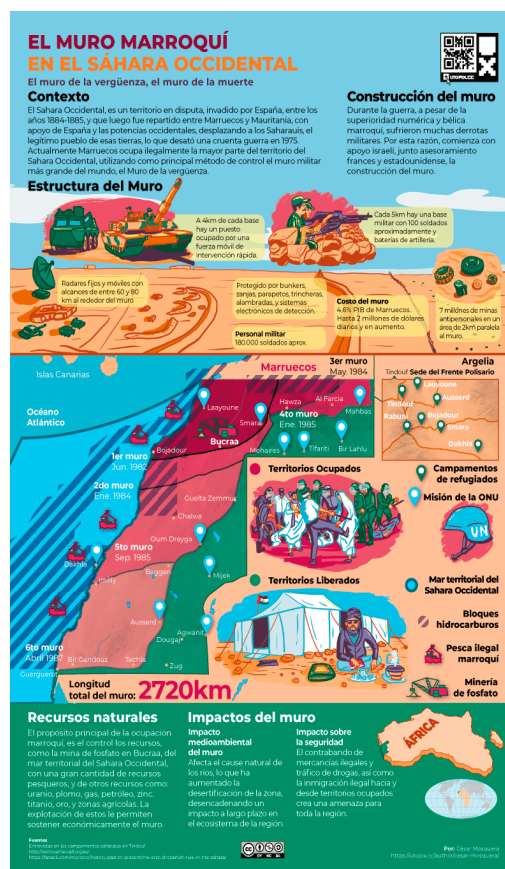 EL MURO MARROQUÍ
EN EL SÁHARA OCCIDENTAL
El muro de la vergüenza, el muro de la muerte
UTOPIX.CC
Contexto
El Sahara Occidental, es un territorio en disputa, invadido por España, entre los
años 1884-1885, y que luego fue repartido entre Marruecos y Mauritania, con
apoyo de España y las potencias occidentales, desplazando a los Saharauis, el
legítimo pueblo de esas tierras, lo que desató una cruenta guerra en 1975.
Actualmente Marruecos ocupa ilegalmente la mayor parte del territorio del
Sahara Occidental, utilizando como principal método de control el muro militar
más grande del mundo, el Muro de la vergüenza.
Construcción del muro
Durante la guerra, a pesar de la
superioridad numérica y bélica
marroquí, sufrieron muchas derrotas
militares. Por esta razón, comienza con
apoyo israelí, junto asesoramiento
frances y estadounidense, la
construcción del muro.
Estructura del Muro
A 4km de cada base
hay un puesto
ocupado por una
fuerza móvil de
intervención rápida.
Cada 5km hay una base
militar con 100 soldados
aproximadamente y
baterías de artillería.
Radares fijos y móviles con
alcances de entre 60 y 80
km al rededor del muro
Protegido por bunkers,
zanjas, parapetos, trincheras,
alambradas, y sistemas
electrónicos de detección.
Personal militar
180.000 soldados aprox.
Costo del muro
4,6% PIB de Marruecos.
Hasta 2 millones de dólares
diarios y en aumento.
7 millones de minas
antipersonales en un
área de 2km paralela
al muro.
Islas Canarias
Océano
Atlántico
Marruecos
3er muro
May. 1984
Argelia
Tindouf Sede del Frente Polisario
Laayoune
Ausserd
Tindouf
Rabuni
Bojadour
Smara
Dakhla
Laayoune
Smara
Hawza
Al Farcia
Mahbas
4to muro
Ene. 1985
Bucraa
Mehaires
Tifariti
Bir Lahlu
1er muro
Jun. 1982
Bojadour
2do muro
Ene. 1984
Guelta Zemmur
Chalwa
Oum Dreyga
5to muro
Sep. 1985
Dakhla
Imlily
Baggari
Mijek
Ausserd
Agwanit
Dougaj
6to muro
Abril 1987
Bir Gandouz
Techla
Zug
Guerguerat
Territorios Ocupados
Territorios Liberados
Campamentos
de refugiados
Misión de la ONU
UN
Mar territorial del
Sahara Occidental
Bloques
hidrocarburos
Pesca ilegal
marroquí
Minería
de fosfato
Longitud
total del muro: 2720km
Recursos naturales
El propósito principal de la ocupación
marroquí, es el control los recursos,
como la mina de fosfato en Bucraa, del
mar territorial del Sahara Occidental,
con una gran cantidad de recursos
pesqueros, y de otros recursos como:
uranio, plomo, gas, petróleo, zinc,
titanio, oro, y zonas agrícolas. La
explotación de estos le permiten
sostener económicamente el muro.
Impactos del muro
Impacto
medioambiental
del muro
Afecta el cause natural de
los ríos, lo que ha
aumentado la
desertificación de la zona,
desencadenando un
impacto a largo plazo en
el ecosistema de la región.
Impacto sobre
la seguridad
El contrabando de
mercancias ilegales y
tráfico de drogas, así como
la inmigración ilegal hacia y
desde territorios ocupados
crea una amenaza para
toda la región.
ÁFRICA
Fuentes
Entrevistas en los campamentos saharauis en Tindouf
Por: César Mosquera